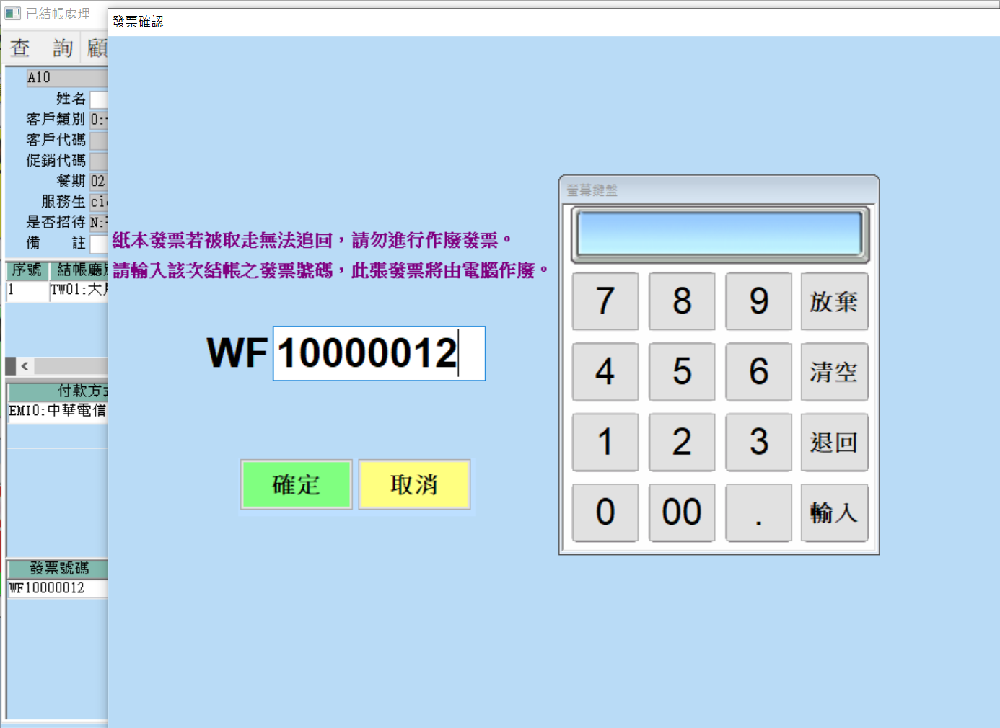 已結帳處理
發票確認
查 詢 顧
A10
姓名
客戶類別 0:
客戶代碼
促銷代碼
餐期 02
服務生
是否招待 N:
備 註
序號 結帳廳
1 TW01:犬
付款方
EMI0:中華電信
發票號碼
WF10000012
紙本發票若被取走無法追回，請勿進行作廢發票。
請輸入該次結帳之發票號碼，此張發票將由電腦作廢。
WF 10000012
確定 取消
螢幕鍵盤
7 8 9 放棄
4 5 6 清空
1 2 3 退回
0 00 . 輸入